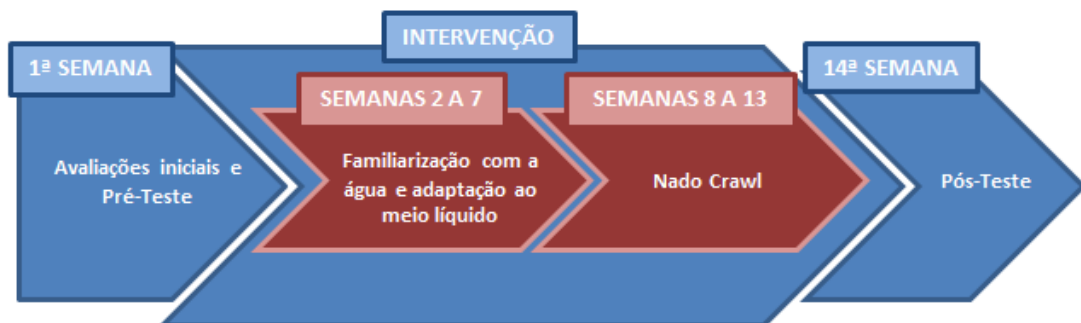 INTERVENÇÃO
1ª SEMANA
14ª SEMANA
SEMANAS 2 A 7
SEMANAS 8 A 13
Avaliações iniciais e
Pré-Teste
Familiarização com a
água e adaptação ao
meio líquido
Nado Crawl
Pós-Teste